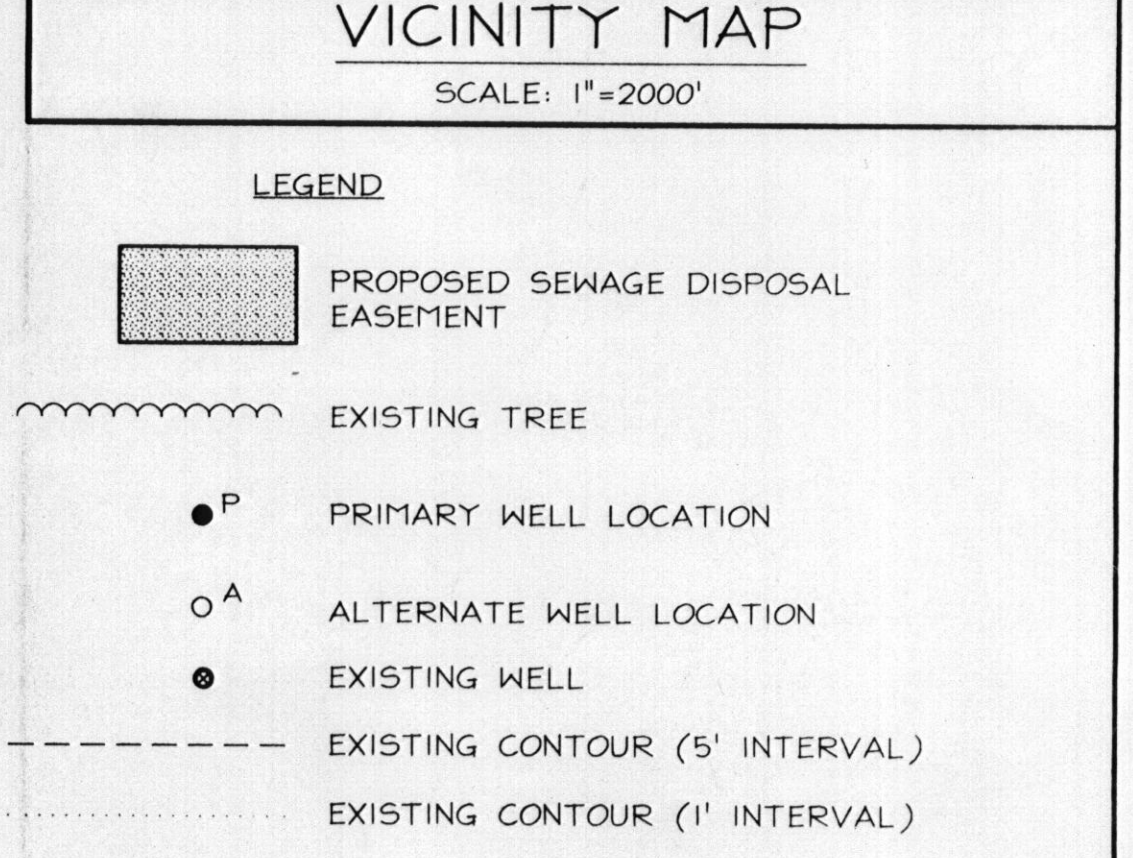 VICINITY MAP
SCALE: 1"=2000'
LEGEND
PROPOSED SEWAGE DISPOSAL
EASEMENT
EXISTING TREE
P
PRIMARY WELL LOCATION
A
ALTERNATE WELL LOCATION
EXISTING WELL
EXISTING CONTOUR (5' INTERVAL)
EXISTING CONTOUR (1' INTERVAL)